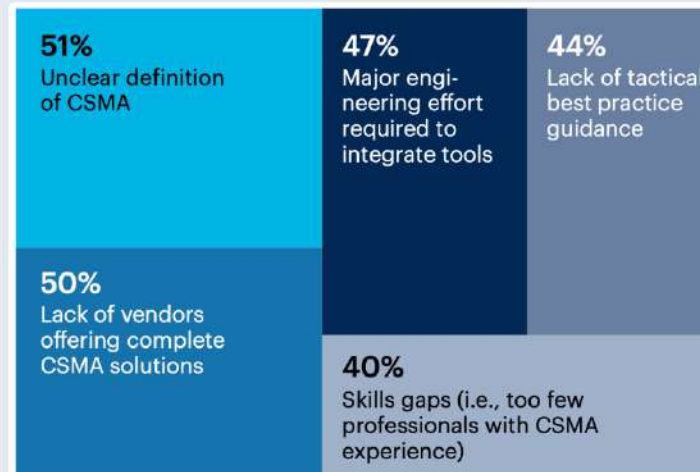 51%
Unclear definition
of CSMA
50%
Lack of vendors
offering complete
CSMA solutions
47%
Major engi-
neering effort
required to
integrate tools
44%
Lack of tactical
best practice
guidance
40%
Skills gaps (i.e., too few
professionals with CSMA
experience)